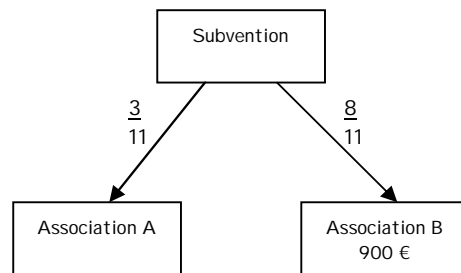 Subvention
3
11
8
11
Association A
Association B
900 €